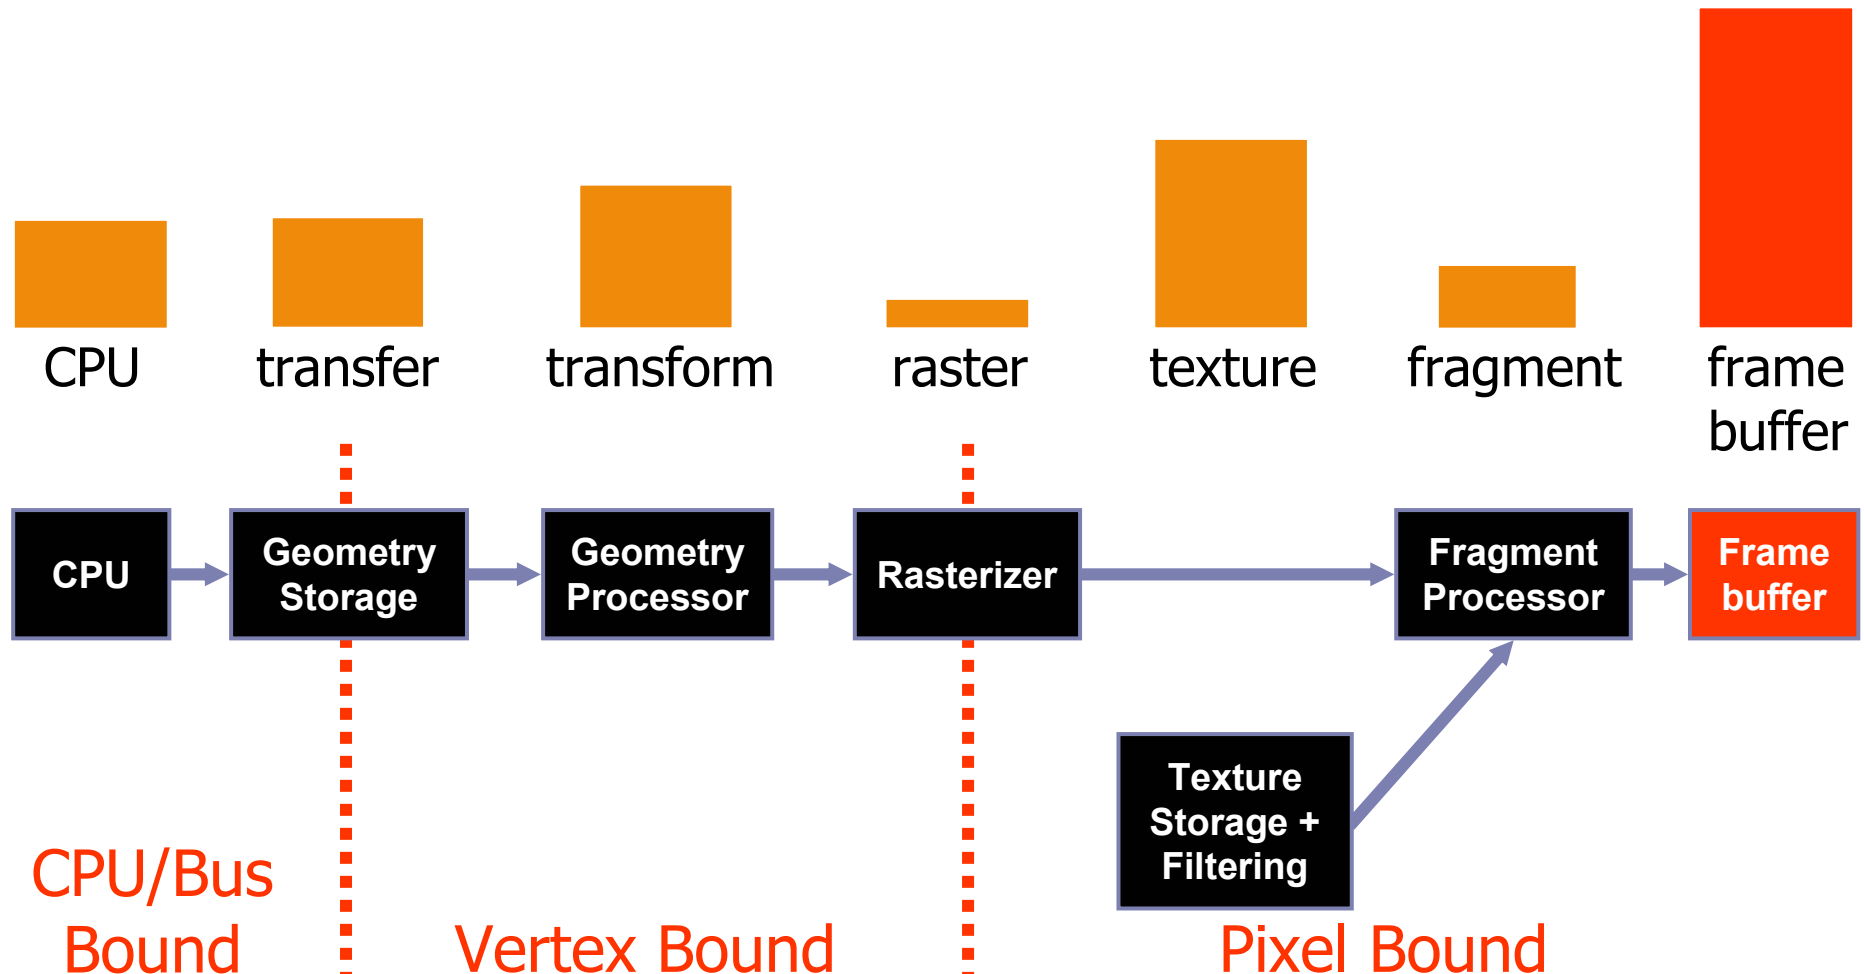 CPU
transfer
transform
raster
texture
fragment
frame
buffer
CPU
Geometry
Storage
Geometry
Processor
Rasterizer
Fragment
Processor
Frame
buffer
Texture
Storage +
Filtering
CPU/Bus
Bound
Vertex Bound
Pixel Bound